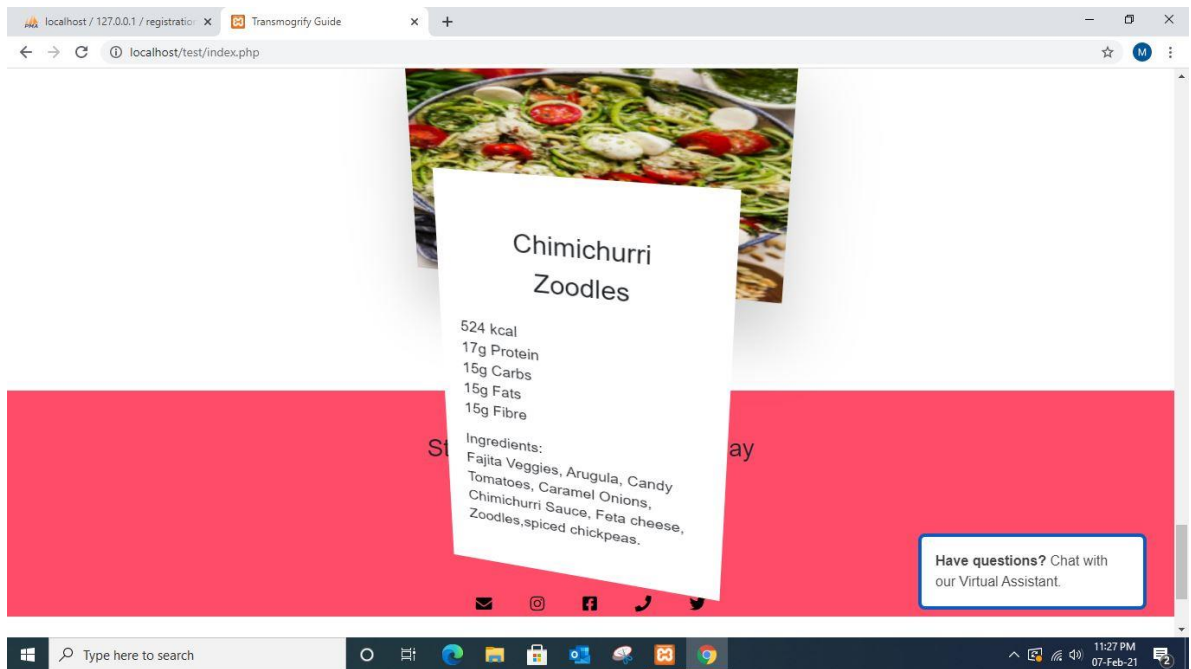 localhost / 127.0.0.1 / registration
Transmogrify Guide
localhost/test/index.php
M
Chimichurri
Zoodles
524 kcal
17g Protein
15g Carbs
15g Fats
15g Fibre
Ingredients:
Fajita Veggies, Arugula, Candy
Tomatoes, Caramel Onions,
Chimichurri Sauce, Feta cheese,
Zoodles,spiced chickpeas.
St
ay
Have questions? Chat with
our Virtual Assistant.
Type here to search
11:27 PM
07-Feb-21
2